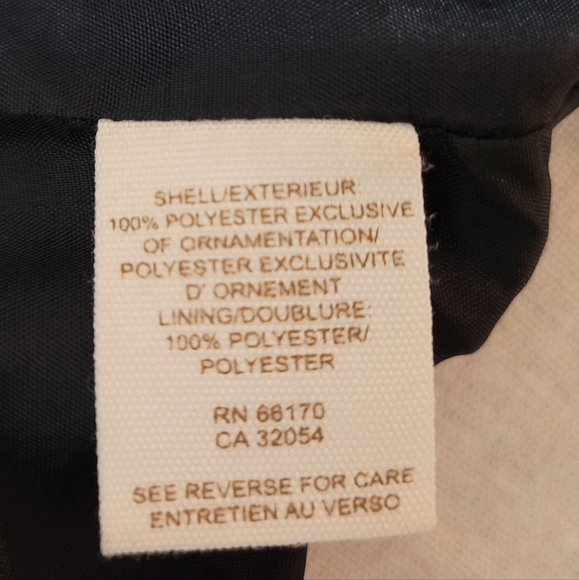 SHELL/EXTERIEUR:
100% POLYESTER EXCLUSIVE
OF ORNAMENTATION/
POLYESTER EXCLUSIVITE
D' ORNEMENT
LINING/DOUBLURE:
100% POLYESTER/
POLYESTER
RN 66170
CA 32054
SEE REVERSE FOR CARE
ENTRETIEN AU VERSO